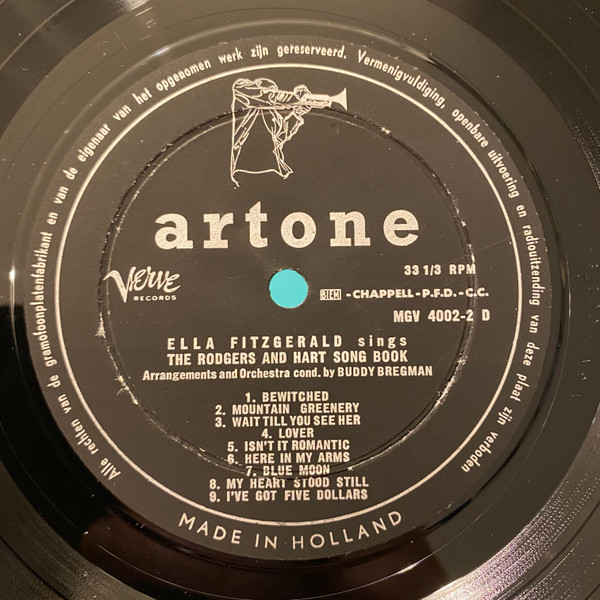 Alle rechten van de gramofoonplatenfabrikant en van de eigenaar van het opgenomen werk zijn gereserveerd. Vermenigvuldiging, openbare uitvoering en radiouitzending van deze plaat zijn verboden
artone
Verve
RECORDS
33 1/3 RPM
BIEM -CHAPPELL-P.F.D.-C.C.
MGV 4002-2 D
ELLA FITZGERALD sings
THE RODGERS AND HART SONG BOOK
Arrangements and Orchestra cond. by BUDDY BREGMAN
1. BEWITCHED
2. MOUNTAIN GREENERY
3. WAIT TILL YOU SEE HER
4. LOVER
5. ISN'T IT ROMANTIC
6. HERE IN MY ARMS
7. BLUE MOON
8. MY HEART STOOD STILL
9. I'VE GOT FIVE DOLLARS
MADE IN HOLLAND